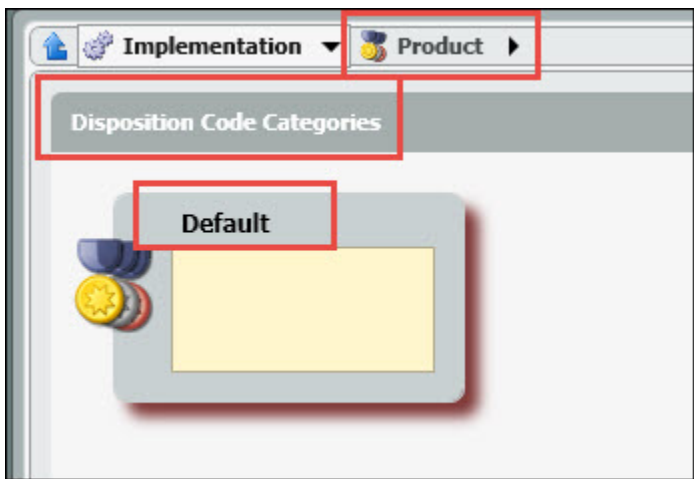 Implementation Product
Disposition Code Categories
Default